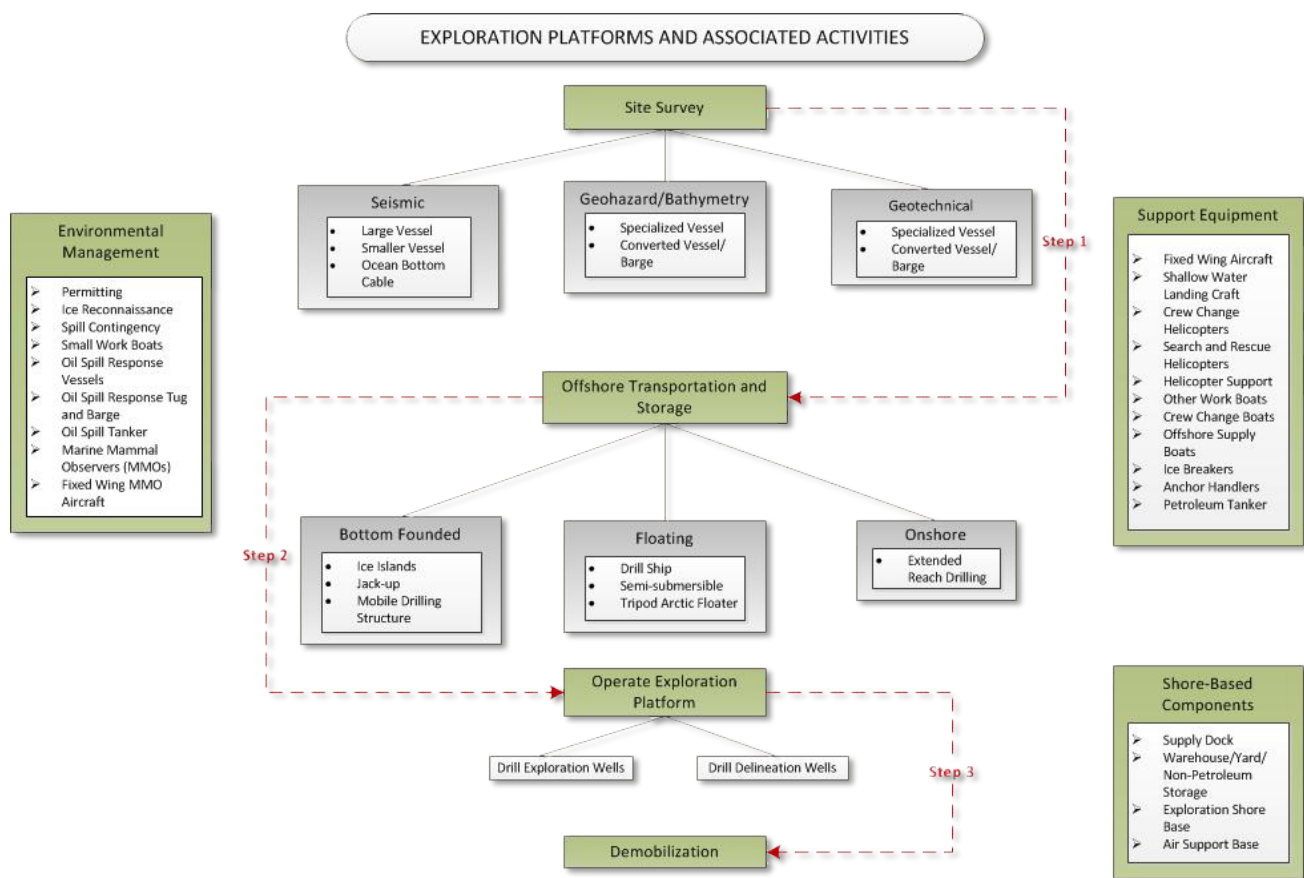 EXPLORATION PLATFORMS AND ASSOCIATED ACTIVITIES
Site Survey
Seismic
Large Vessel
Smaller Vessel
Ocean Bottom
Cable
Geohazard/Bathymetry
Specialized Vessel
Converted Vessel/
Barge
Geotechnical
Specialized Vessel
Converted Vessel/
Barge
Step 1
Environmental
Management
Permitting
Ice Reconnaissance
Spill Contingency
Small Work Boats
Oil Spill Response
Vessels
Oil Spill Response Tug
and Barge
Oil Spill Tanker
Marine Mammal
Observers (MMOs)
Fixed Wing MMO
Aircraft
Support Equipment
Fixed Wing Aircraft
Shallow Water
Landing Craft
Crew Change
Helicopters
Search and Rescue
Helicopters
Helicopter Support
Other Work Boats
Crew Change Boats
Offshore Supply
Boats
Ice Breakers
Anchor Handlers
Petroleum Tanker
Offshore Transportation and
Storage
Step 2
Bottom Founded
Ice Islands
Jack-up
Mobile Drilling
Structure
Floating
Drill Ship
Semi-submersible
Tripod Arctic Floater
Onshore
Extended
Reach Drilling
Operate Exploration
Platform
Drill Exploration Wells
Drill Delineation Wells
Step 3
Demobilization
Shore-Based
Components
Supply Dock
Warehouse/Yard/
Non-Petroleum
Storage
Exploration Shore
Base
Air Support Base